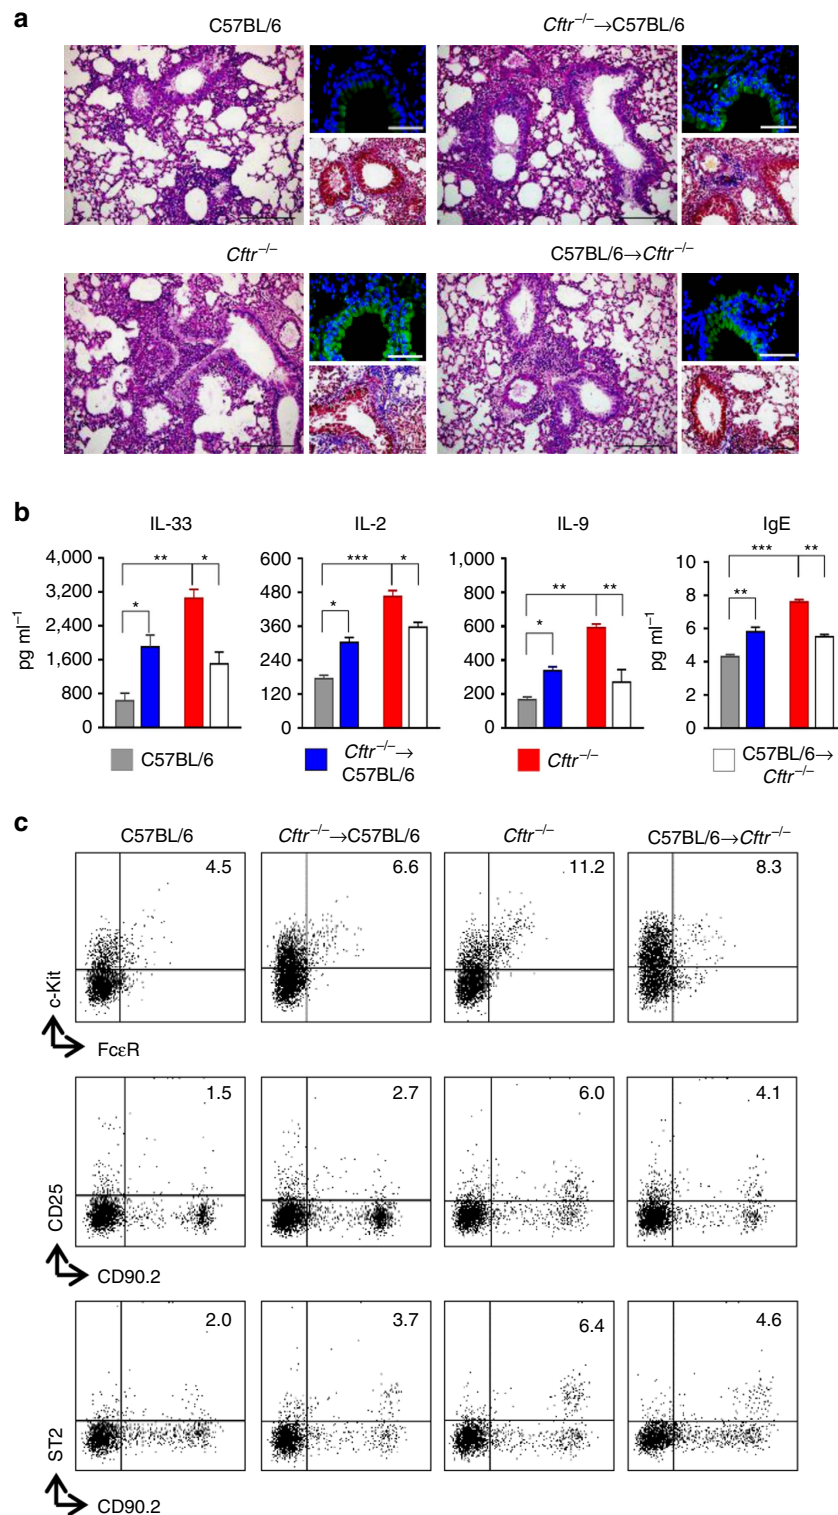 a
C57BL/6
Cftr⁻/⁻→C57BL/6
Cftr⁻/⁻
C57BL/6→Cftr⁻/⁻
b
IL-33
IL-2
IL-9
IgE
pg ml⁻¹
4,000
3,200
2,400
1,600
800
0
**
*
*
600
480
360
240
120
0
***
*
*
1,000
800
600
400
200
0
**
**
*
pg ml⁻¹
10
8
6
4
2
0
***
**
**
C57BL/6
Cftr⁻/⁻→
C57BL/6
Cftr⁻/⁻
C57BL/6→
Cftr⁻/⁻
c
C57BL/6
Cftr⁻/⁻→C57BL/6
Cftr⁻/⁻
C57BL/6→Cftr⁻/⁻
4.5
6.6
11.2
8.3
c-Kit
FcεR
1.5
2.7
6.0
4.1
CD25
CD90.2
2.0
3.7
6.4
4.6
ST2
CD90.2